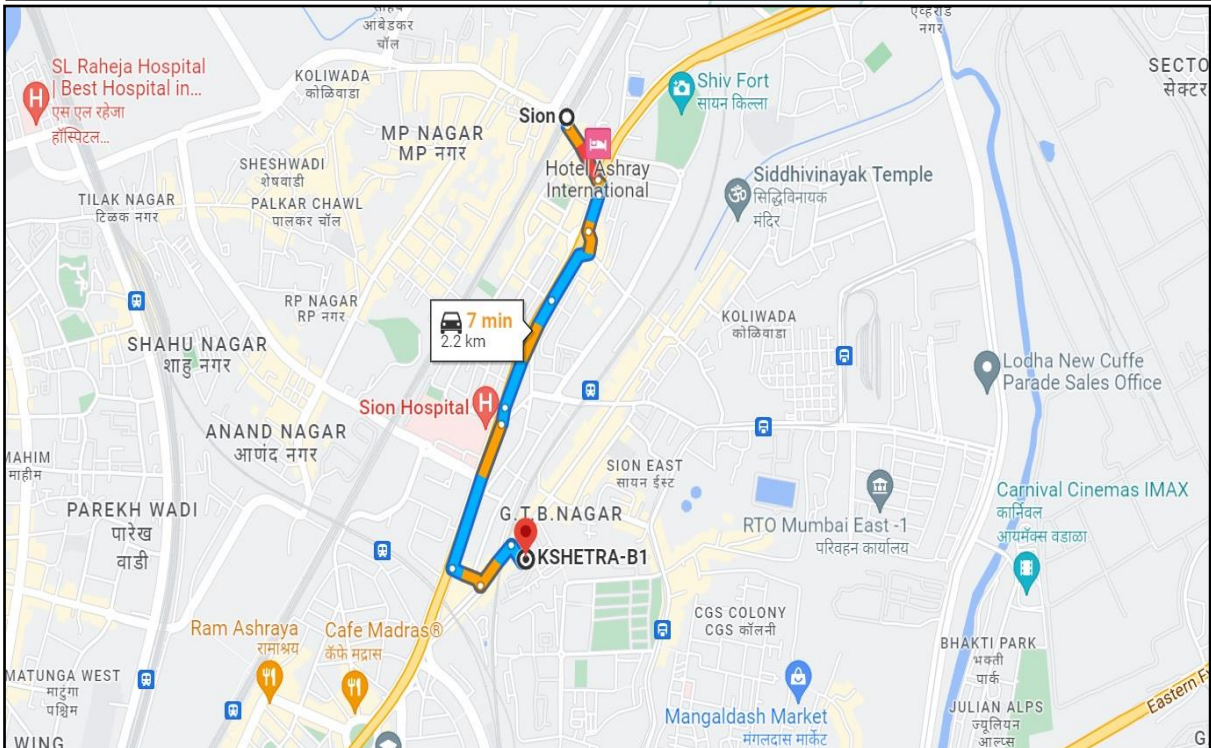 आंबेडकर
चॉल
नगर
SL Raheja Hospital
| Best Hospital in...
एस एल रहेजा
हॉस्पिटल...
KOLIWADA
कोळिवाडा
Shiv Fort
सायन किल्ला
SECTO
सेक्टर
Sion
MP NAGAR
MP नगर
Hotel Ashray
International
SHESHWADI
शेषवाडी
Siddhivinayak Temple
सिद्धिविनायक
मंदिर
TILAK NAGAR
टिळक नगर
PALKAR CHAWL
पालकर चॉल
RP NAGAR
RP नगर
7 min
2.2 km
KOLIWADA
कोळिवाडा
SHAHU NAGAR
शाहु नगर
Lodha New Cuffe
Parade Sales Office
Sion Hospital
ANAND NAGAR
आणंद नगर
MAHIM
माहीम
SION EAST
सायन ईस्ट
Carnival Cinemas IMAX
कार्निवल
आयमॅक्स वडाळा
PAREKH WADI
पारेख
वाडी
G.T.B.NAGAR
RTO Mumbai East -1
परिवहन कार्यालय
KSHETRA-B1
CGS COLONY
CGS कॉलनी
Ram Ashraya
रामाश्रय
Cafe Madras®
कॅफे मद्रास
BHAKTI PARK
भक्ती
पार्क
MATUNGA WEST
माटुंगा
पश्चिम
Mangaldash Market
मंगलदास मार्केट
JULIAN ALPS
ज्यूलियन
आल्प्स
Eastern F
WING
G